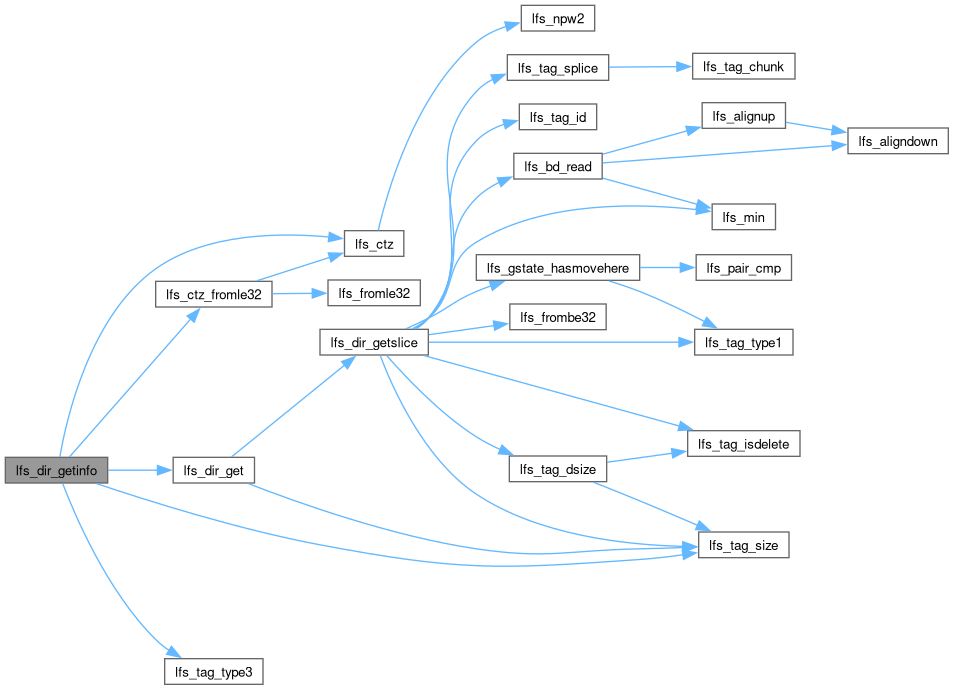 lfs_npw2
lfs_tag_splice
lfs_tag_chunk
lfs_tag_id
lfs_alignup
lfs_aligndown
lfs_bd_read
lfs_min
lfs_ctz
lfs_gstate_hasmovehere
lfs_pair_cmp
lfs_ctz_fromle32
lfs_fromle32
lfs_frombe32
lfs_dir_getslice
lfs_tag_type1
lfs_tag_isdelete
lfs_dir_getinfo
lfs_dir_get
lfs_tag_dsize
lfs_tag_size
lfs_tag_type3